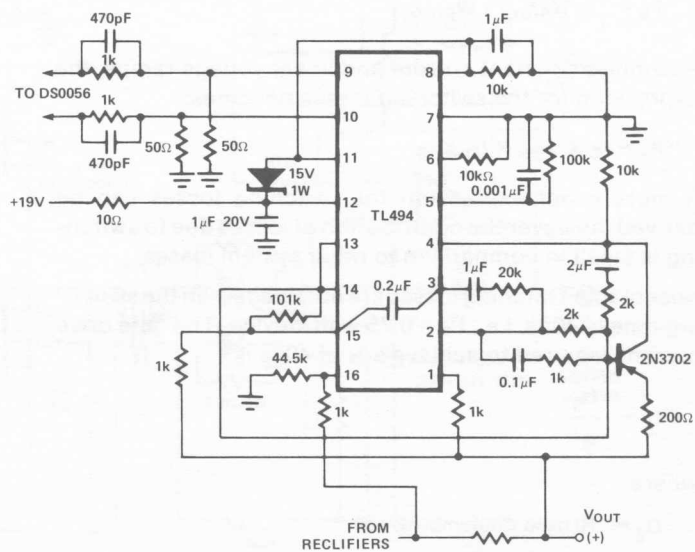 470pF
1k
TO DS0056
1k
470pF
50Ω
50Ω
+19V
10Ω
15V
1W
1μF 20V
101k
1k
44.5k
1k
0.2μF
TL494
9
10
11
12
13
14
15
16
8
7
6
5
4
3
2
1
1μF
10k
10kΩ
0.001μF
100k
10k
1μF
20k
2μF
2k
2k
0.1μF
1k
2N3702
1k
200Ω
FROM
RECTIFIERS
VOUT
(+)